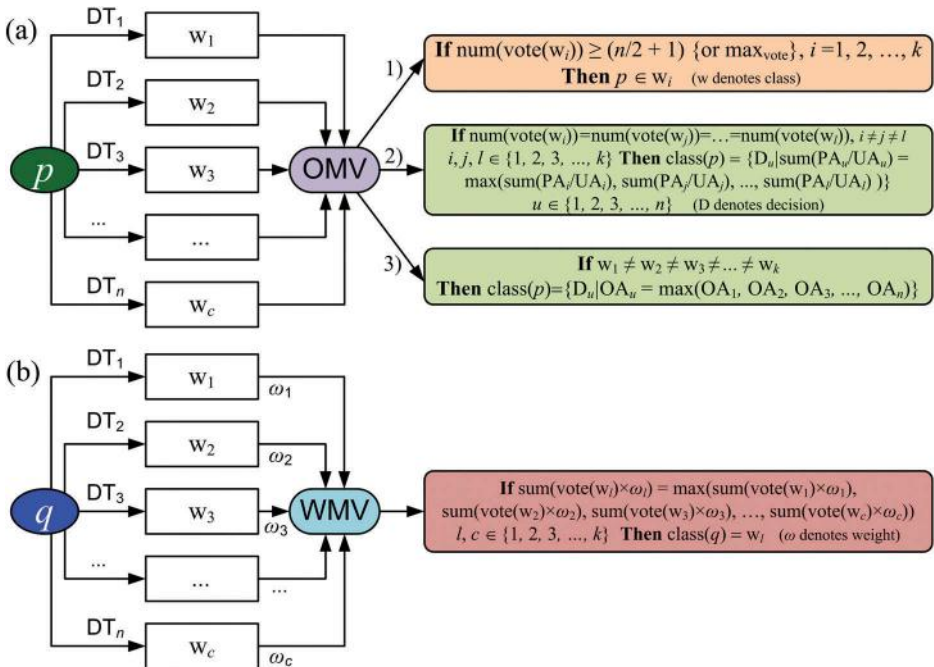 (a)
DT₁
w₁
DT₂
w₂
DT₃
w₃
...
...
DTₙ
w꜀
p
OMV
1)
If num(vote(wᵢ)) ≥ (n/2 + 1) {or maxᵥₒₜₑ}, i =1, 2, ..., k
Then p ∈ wᵢ (w denotes class)
2)
If num(vote(wᵢ))=num(vote(wⱼ))=...=num(vote(wₗ)), i ≠ j ≠ l
i, j, l ∈ {1, 2, 3, ..., k} Then class(p) = {Dᵤ|sum(PAᵤ/UAᵤ) =
max(sum(PAᵢ/UAᵢ), sum(PAⱼ/UAⱼ), ..., sum(PAₗ/UAₗ) )}
u ∈ {1, 2, 3, ..., n} (D denotes decision)
3)
If w₁ ≠ w₂ ≠ w₃ ≠ ... ≠ wₖ
Then class(p)={Dᵤ|OAᵤ = max(OA₁, OA₂, OA₃, ..., OAₙ)}
(b)
DT₁
w₁
ω₁
DT₂
w₂
ω₂
DT₃
w₃
ω₃
...
...
...
DTₙ
w꜀
ω꜀
q
WMV
If sum(vote(wₗ)×ωₗ) = max(sum(vote(w₁)×ω₁),
sum(vote(w₂)×ω₂), sum(vote(w₃)×ω₃), ..., sum(vote(w꜀)×ω꜀))
l, c ∈ {1, 2, 3, ..., k} Then class(q) = wₗ (ω denotes weight)